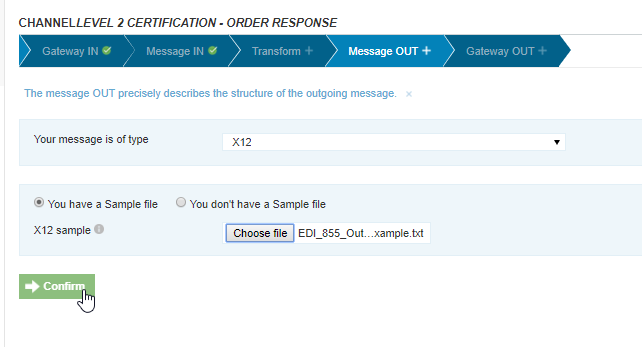 CHANNELLEVEL 2 CERTIFICATION - ORDER RESPONSE
Gateway IN Message IN Transform + Message OUT + Gateway OUT +
The message OUT precisely describes the structure of the outgoing message. ×
Your message is of type X12
You have a Sample file You don't have a Sample file
X12 sample i Choose file EDI_855_Out…xample.txt
Confirm